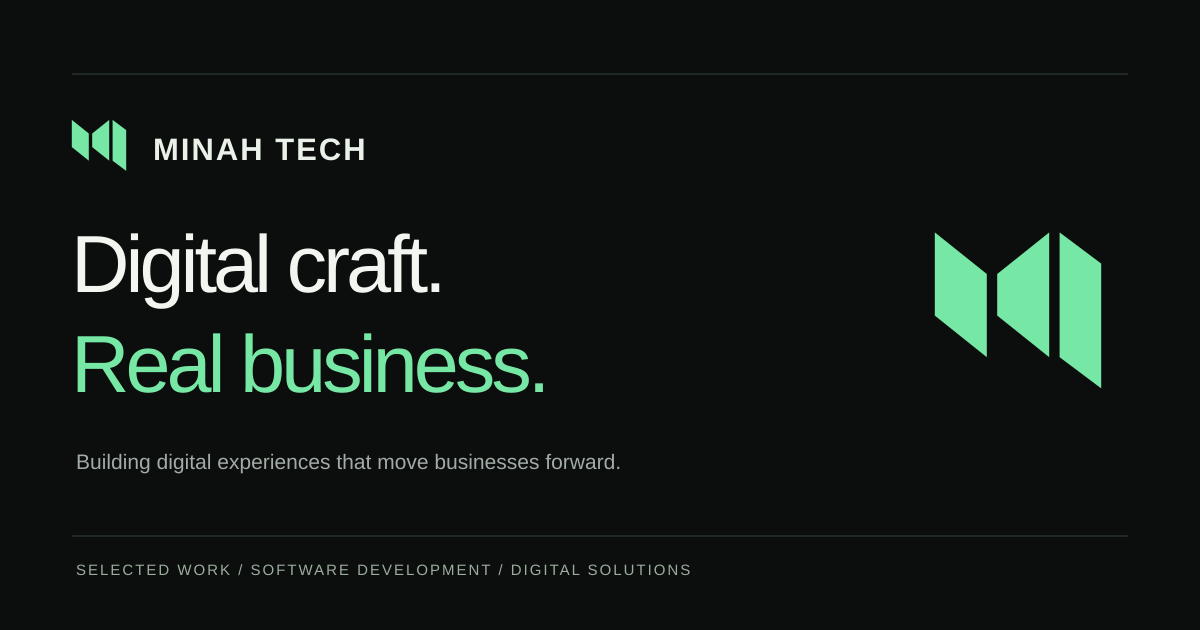 MINAH TECH
Digital craft.
Real business.
Building digital experiences that move businesses forward.
SELECTED WORK / SOFTWARE DEVELOPMENT / DIGITAL SOLUTIONS